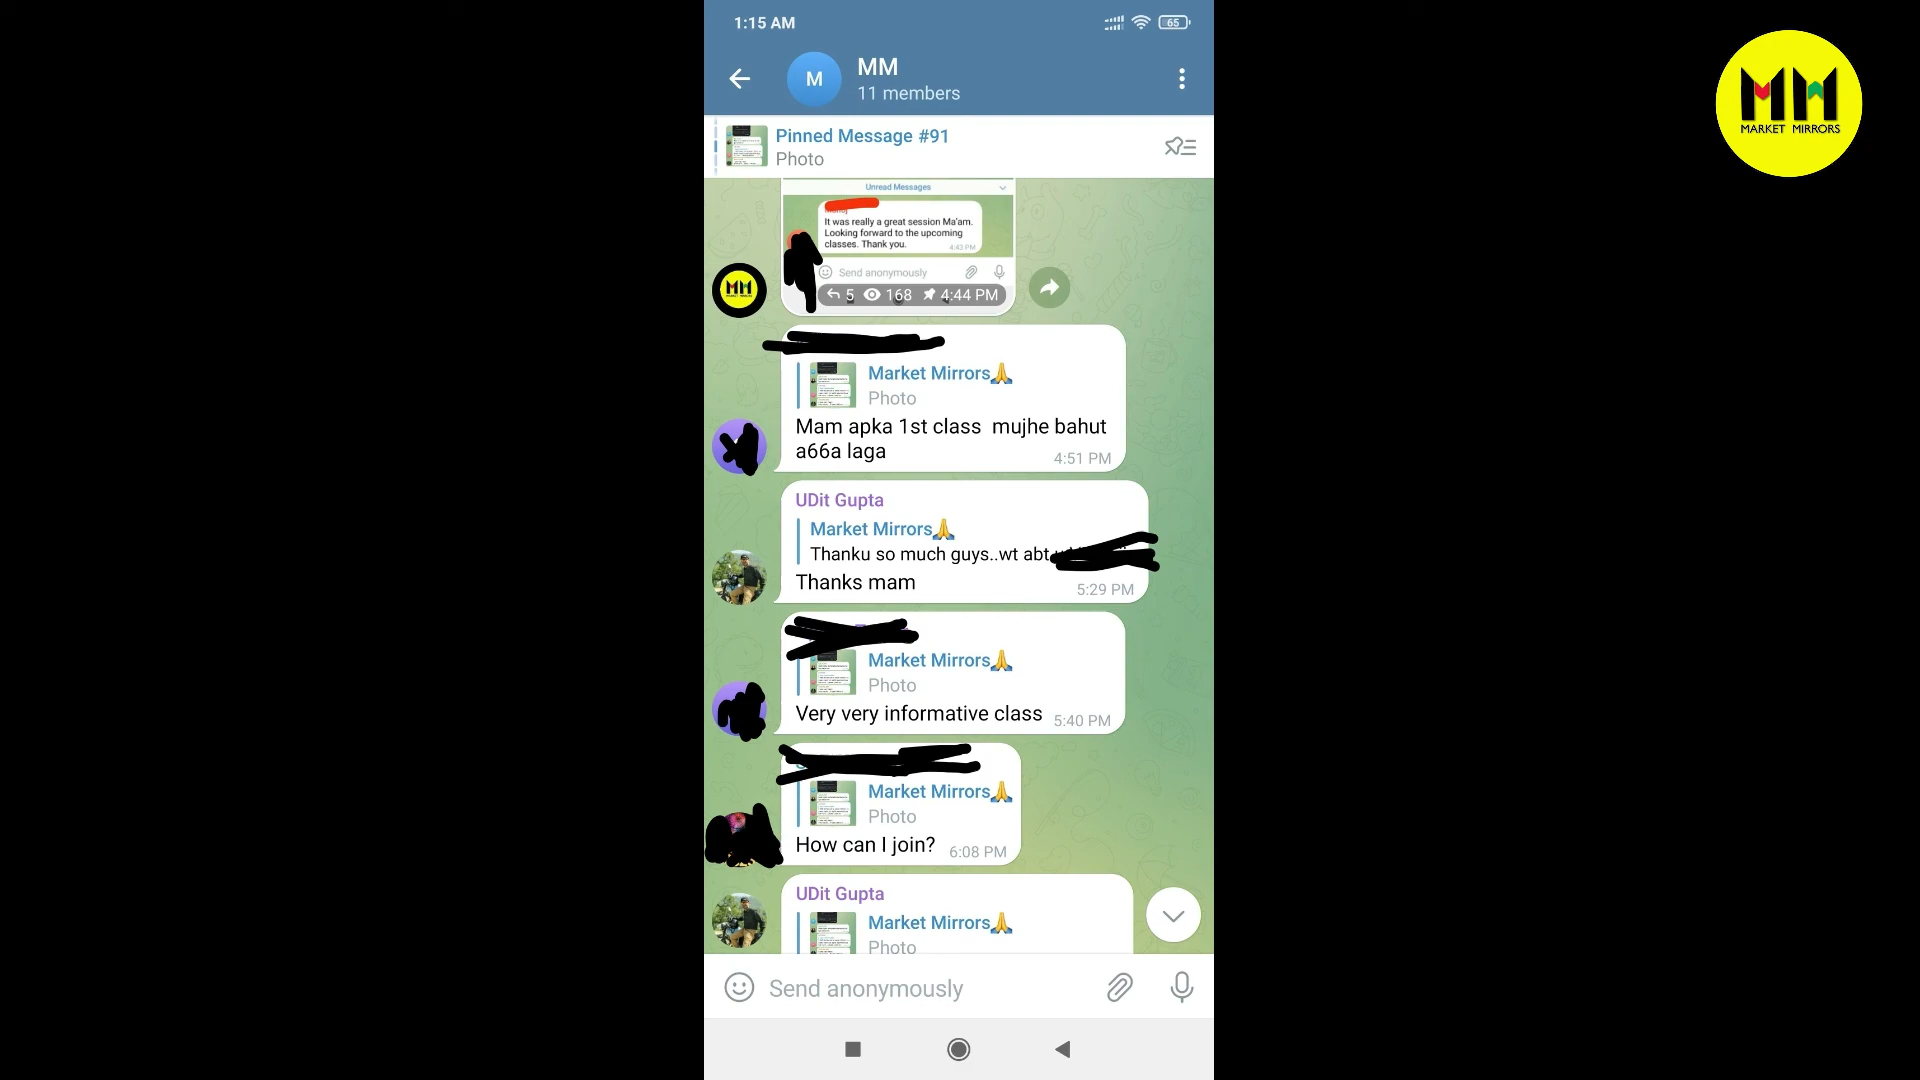 1:15 AM
65
M
MM
11 members
MM
MARKET MIRRORS
Pinned Message #91
Photo
Unread Messages
It was really a great session Ma'am.
Looking forward to the upcoming
classes. Thank you.
4:43 PM
Send anonymously
5 168 4:44 PM
MM
Market Mirrors🙏
Photo
Mam apka 1st class mujhe bahut
a66a laga
4:51 PM
UDit Gupta
Market Mirrors🙏
Thanku so much guys..wt abt
Thanks mam
5:29 PM
Market Mirrors🙏
Photo
Very very informative class
5:40 PM
Market Mirrors🙏
Photo
How can I join?
6:08 PM
UDit Gupta
Market Mirrors🙏
Photo
Send anonymously